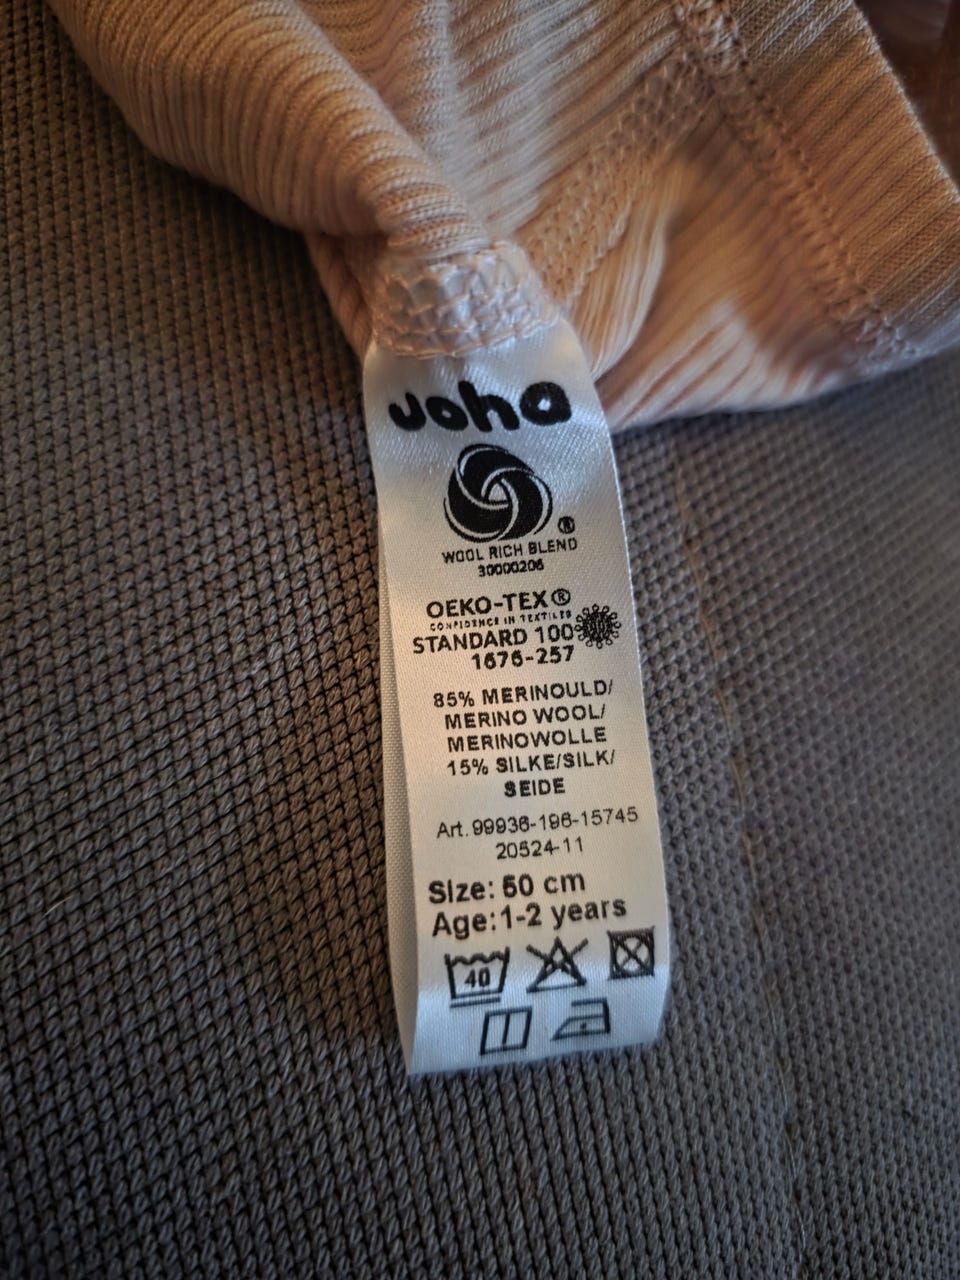 Joha
®
WOOL RICH BLEND
30000206
OEKO-TEX®
CONFIDENCE IN TEXTILES
STANDARD 100
1676-257
85% MERINOULD/
MERINO WOOL/
MERINOWOLLE
15% SILKE/SILK/
SEIDE
Art. 99936-196-15745
20524-11
Size: 50 cm
Age:1-2 years
40